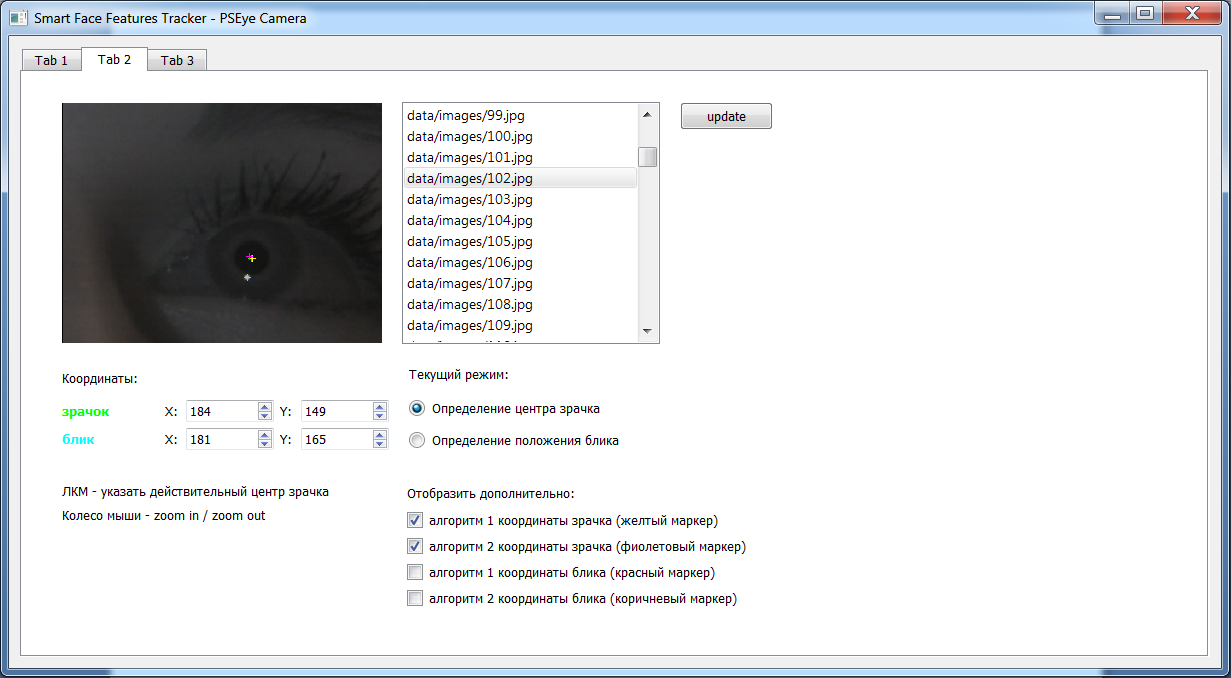 Smart Face Features Tracker - PSEye Camera
Tab 1 Tab 2 Tab 3
data/images/99.jpg
data/images/100.jpg
data/images/101.jpg
data/images/102.jpg
data/images/103.jpg
data/images/104.jpg
data/images/105.jpg
data/images/106.jpg
data/images/107.jpg
data/images/108.jpg
data/images/109.jpg
update
Координаты:
зрачок X: 184 Y: 149
блик X: 181 Y: 165
ЛКМ - указать действительный центр зрачка
Колесо мыши - zoom in / zoom out
Текущий режим:
Определение центра зрачка
Определение положения блика
Отобразить дополнительно:
алгоритм 1 координаты зрачка (желтый маркер)
алгоритм 2 координаты зрачка (фиолетовый маркер)
алгоритм 1 координаты блика (красный маркер)
алгоритм 2 координаты блика (коричневый маркер)